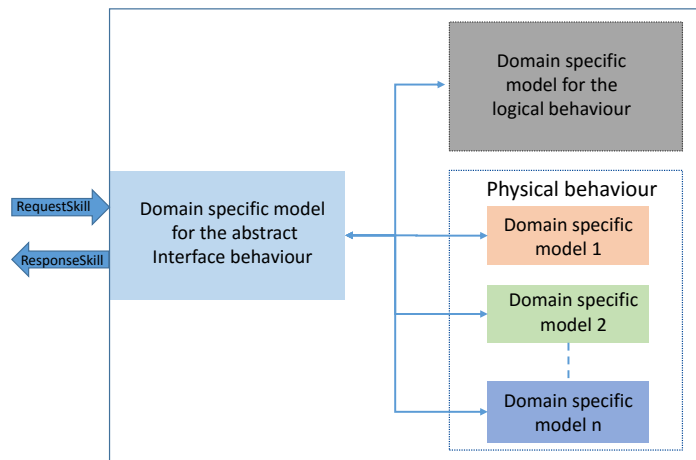 Domain specific
model for the
logical behaviour
RequestSkill
ResponseSkill
Domain specific model
for the abstract
Interface behaviour
Physical behaviour
Domain specific
model 1
Domain specific
model 2
Domain specific
model n